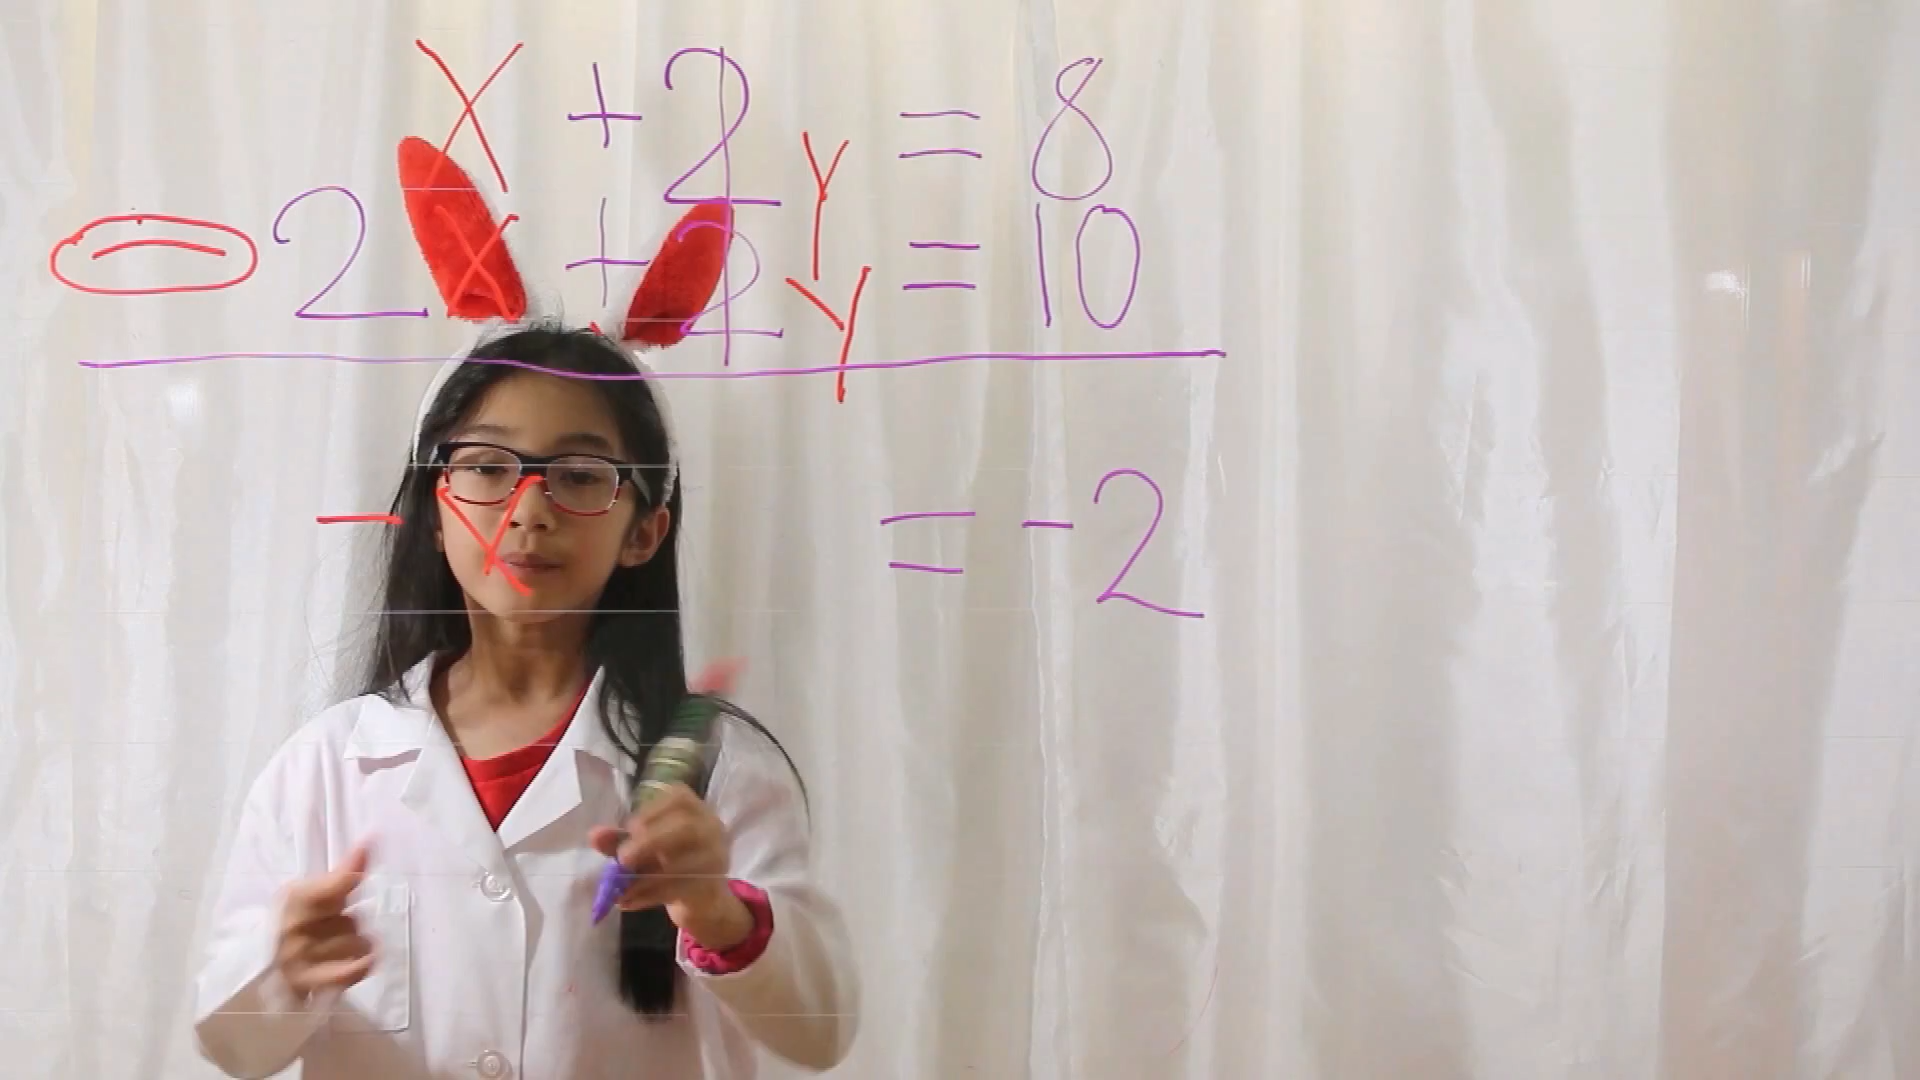 X + 2Y = 8
- 2X + 2Y = 10
-X = -2